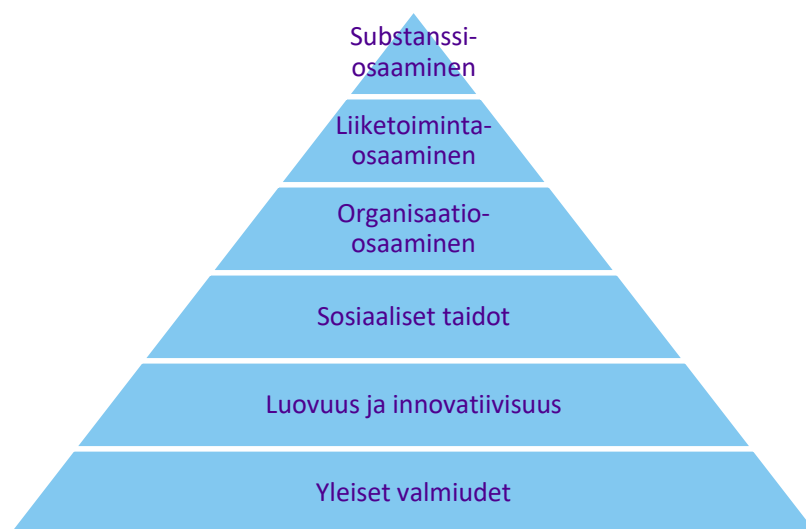 Substanssi-
osaaminen
Liiketoiminta-
osaaminen
Organisaatio-
osaaminen
Sosiaaliset taidot
Luovuus ja innovatiivisuus
Yleiset valmiudet